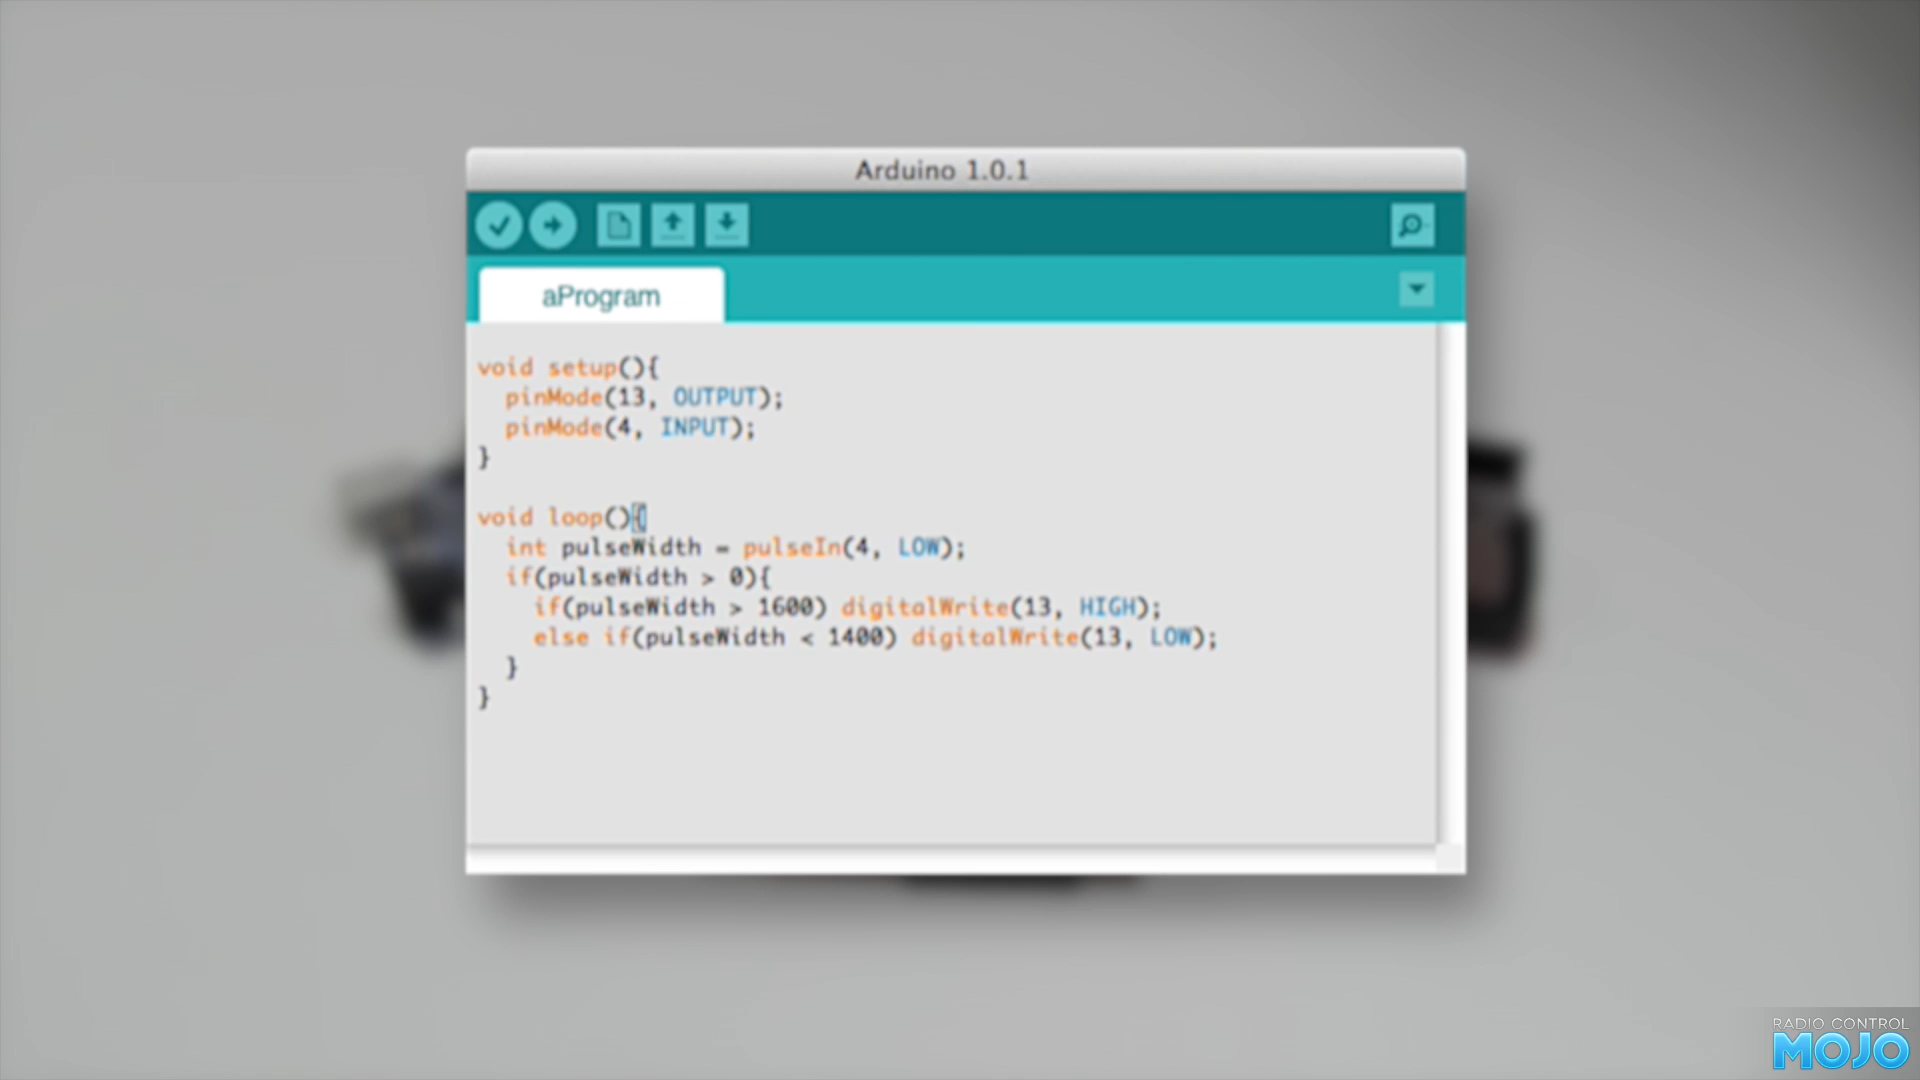 Arduino 1.0.1
aProgram
void setup(){
  pinMode(13, OUTPUT);
  pinMode(4, INPUT);
}
void loop(){
  int pulseWidth = pulseIn(4, LOW);
  if(pulseWidth > 0){
    if(pulseWidth > 1600) digitalWrite(13, HIGH);
    else if(pulseWidth < 1400) digitalWrite(13, LOW);
  }
}
RADIO CONTROL
MOJO